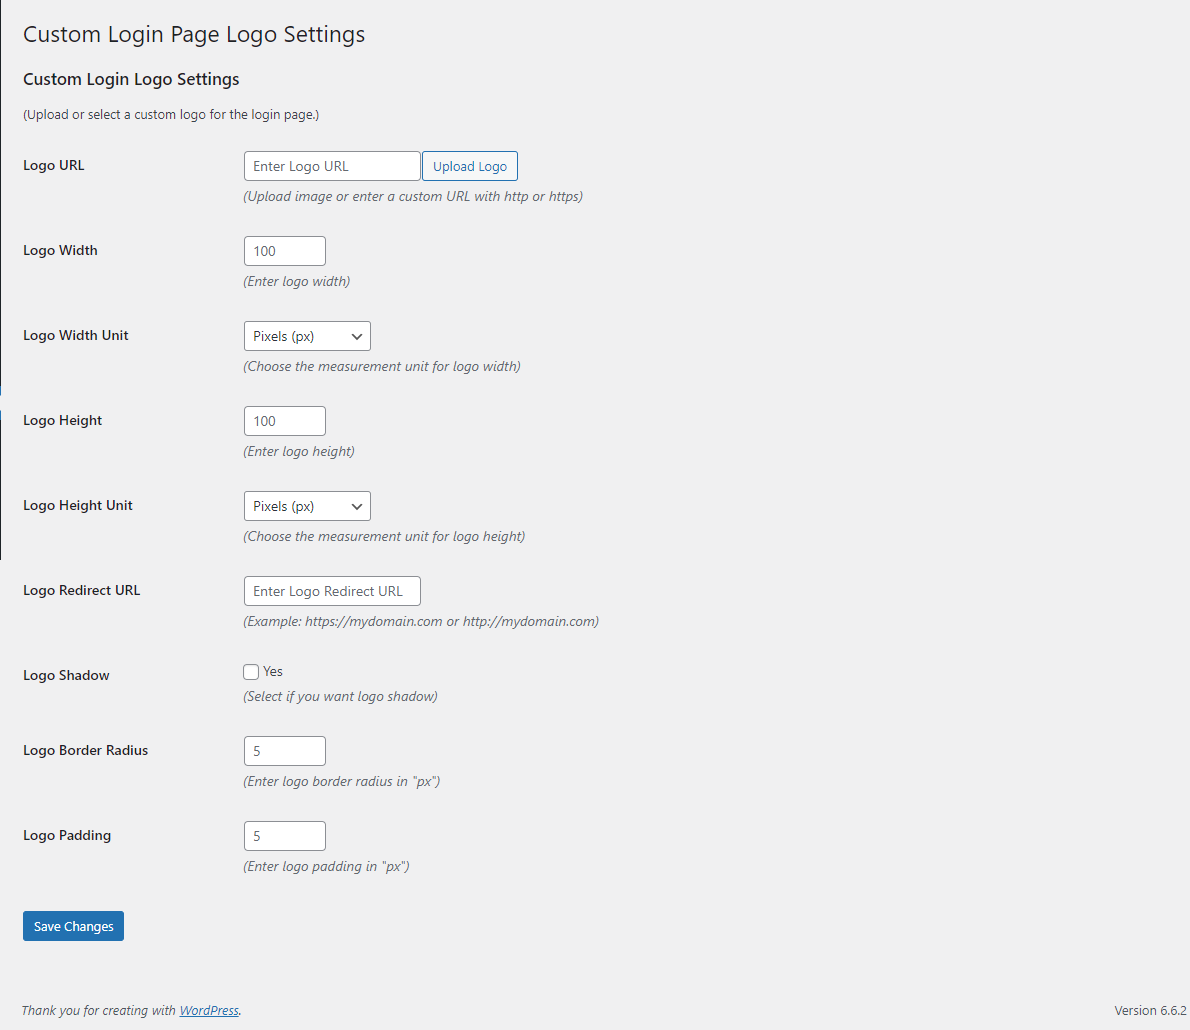 Custom Login Page Logo Settings
Custom Login Logo Settings
(Upload or select a custom logo for the login page.)
Logo URL
Enter Logo URL
Upload Logo
(Upload image or enter a custom URL with http or https)
Logo Width
100
(Enter logo width)
Logo Width Unit
Pixels (px)
(Choose the measurement unit for logo width)
Logo Height
100
(Enter logo height)
Logo Height Unit
Pixels (px)
(Choose the measurement unit for logo height)
Logo Redirect URL
Enter Logo Redirect URL
(Example: https://mydomain.com or http://mydomain.com)
Logo Shadow
Yes
(Select if you want logo shadow)
Logo Border Radius
5
(Enter logo border radius in "px")
Logo Padding
5
(Enter logo padding in "px")
Save Changes
Thank you for creating with WordPress.
Version 6.6.2